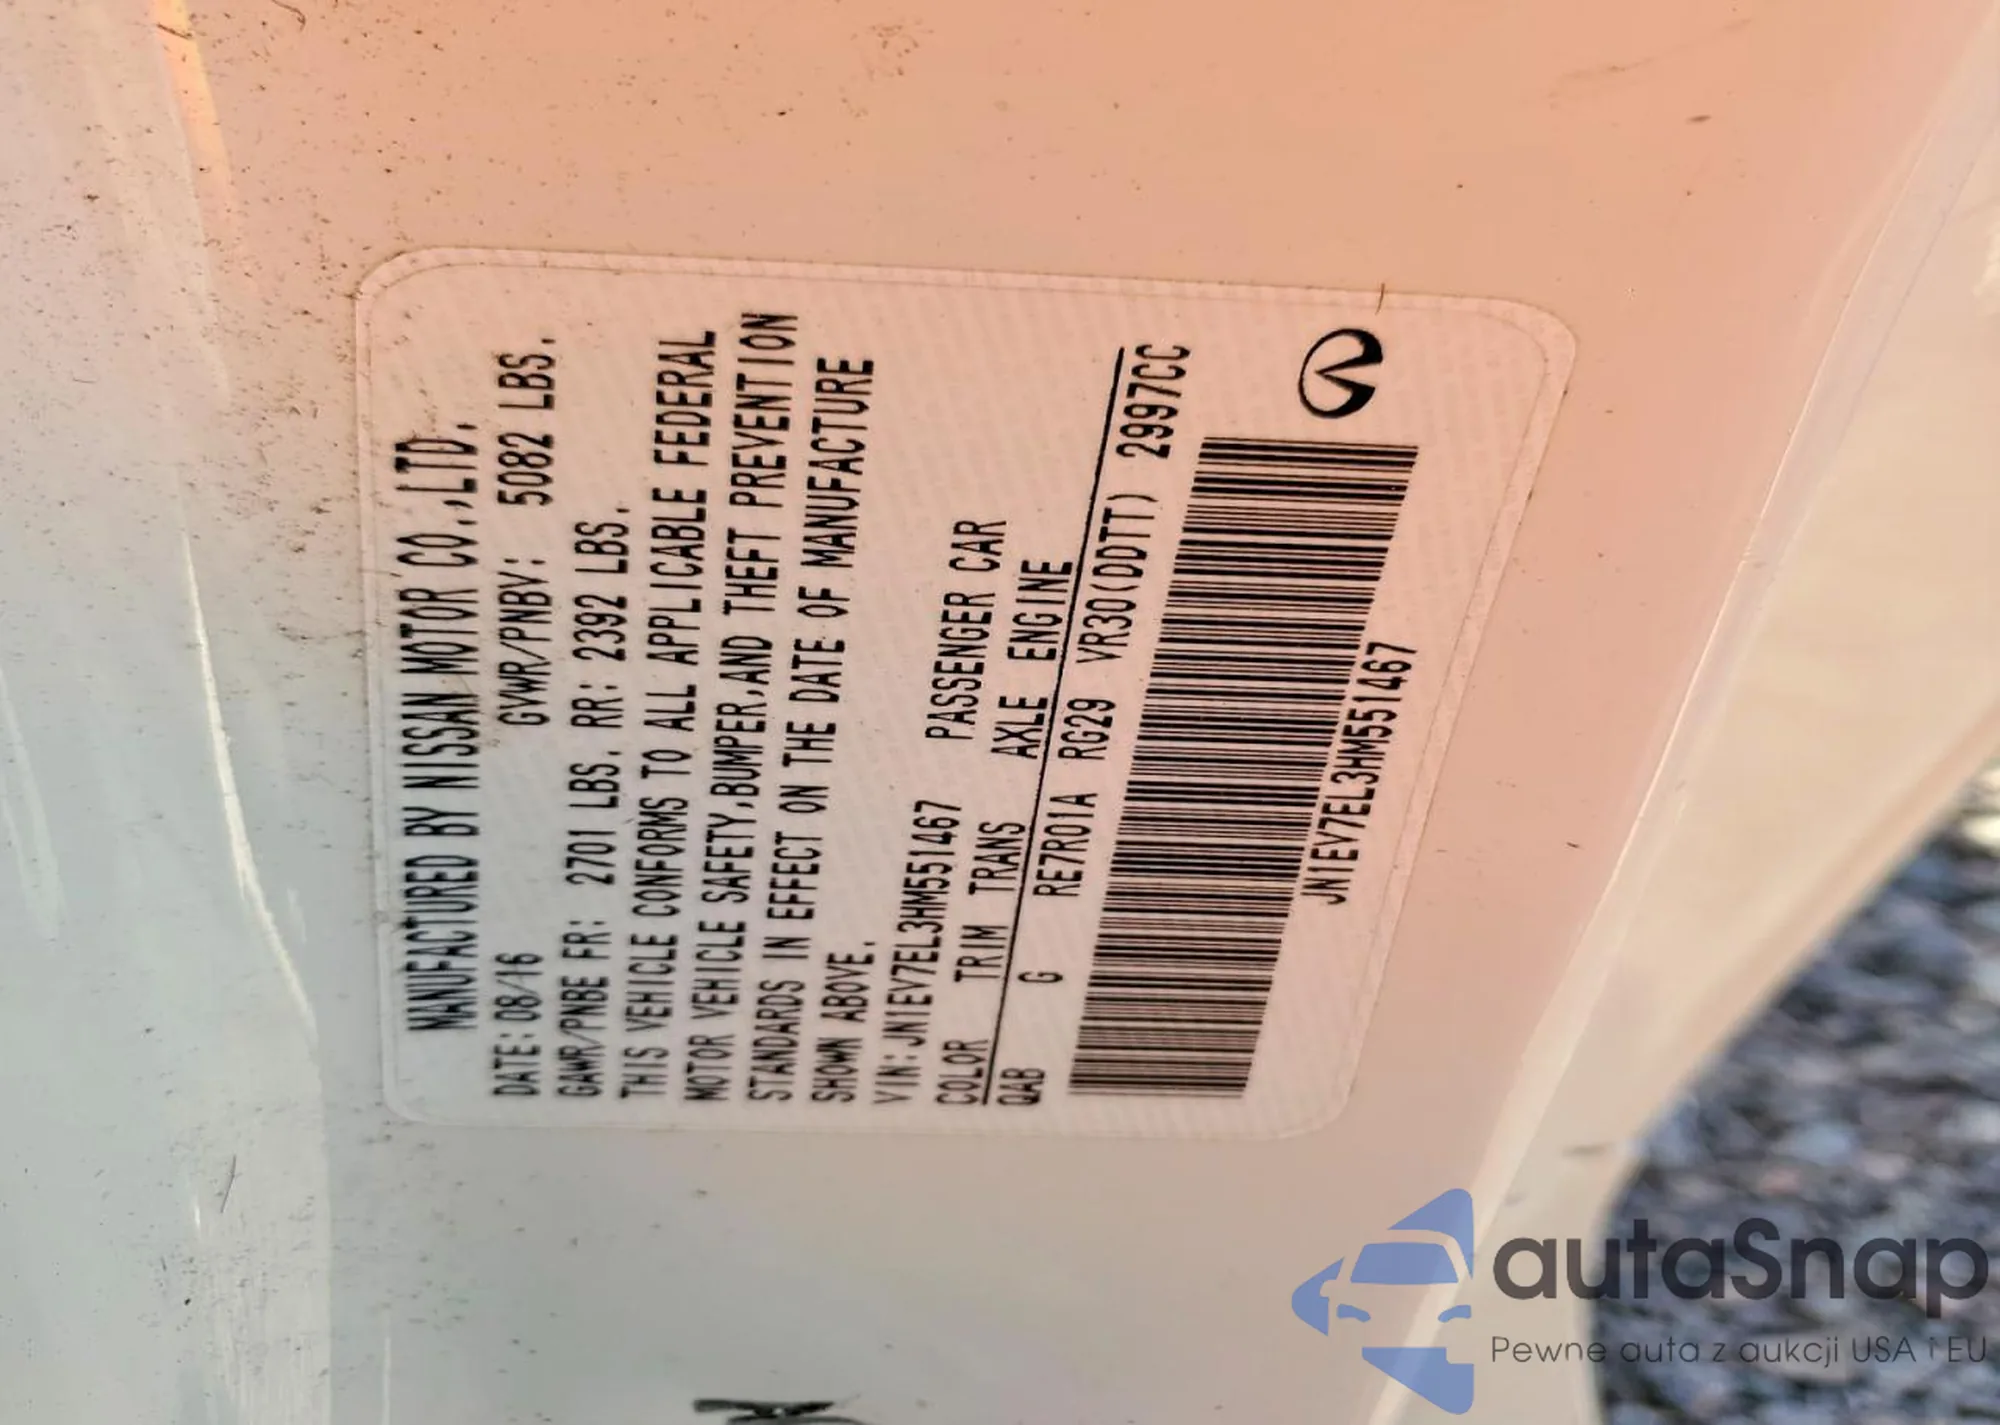 MANUFACTURED BY NISSAN MOTOR CO.,LTD.
DATE: 08/16 GVWR/PNBV: 5082 LBS.
GAWR/PNBE FR: 2701 LBS. RR: 2392 LBS.
THIS VEHICLE CONFORMS TO ALL APPLICABLE FEDERAL
MOTOR VEHICLE SAFETY,BUMPER,AND THEFT PREVENTION
STANDARDS IN EFFECT ON THE DATE OF MANUFACTURE
SHOWN ABOVE.
VIN:JN1EV7EL3HM551467 PASSENGER CAR
COLOR TRIM TRANS AXLE ENGINE
QAB G RE7R01A RG29 VR30(DDTT) 2997CC
JN1EV7EL3HM551467
autaSnap
Pewne auta z aukcji USA i EU